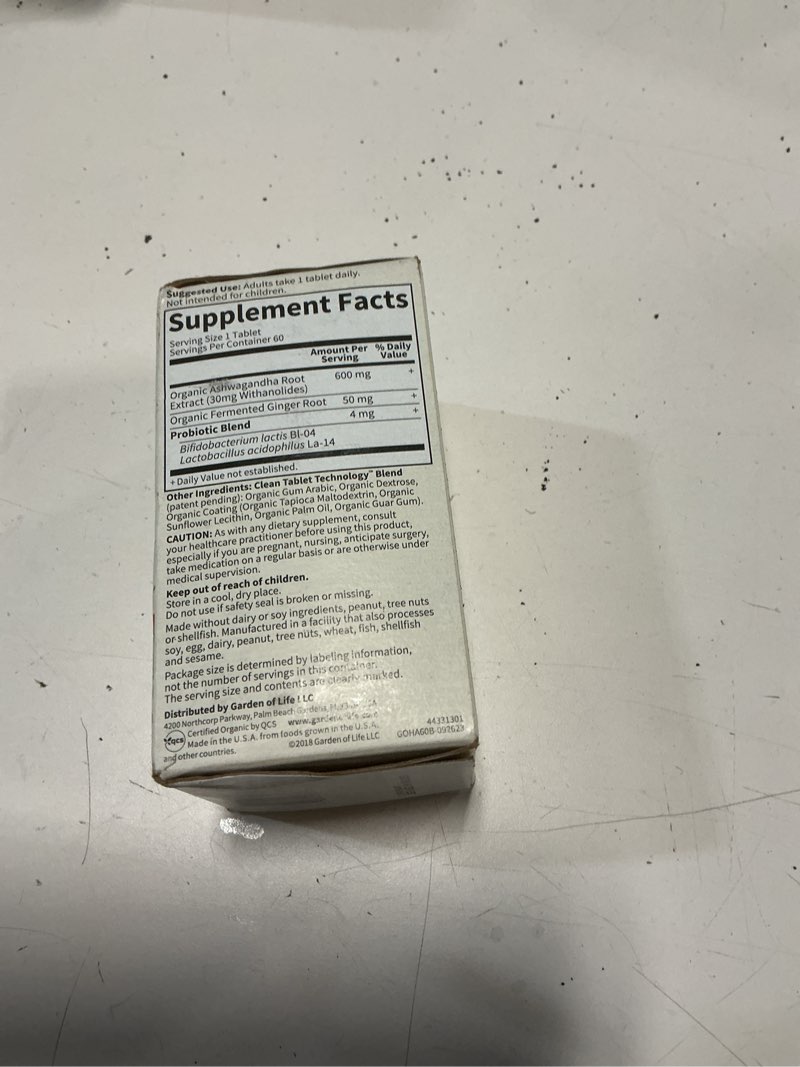 Suggested Use: Adults take 1 tablet daily.
Not intended for children.
Supplement Facts
Serving Size 1 Tablet
Servings Per Container 60
Amount Per Serving % Daily Value
Organic Ashwagandha Root Extract (30mg Withanolides) 600 mg +
Organic Fermented Ginger Root 50 mg +
Probiotic Blend 4 mg +
Bifidobacterium lactis Bl-04
Lactobacillus acidophilus La-14
+ Daily Value not established.
Other Ingredients: Clean Tablet Technology™ Blend
(patent pending): Organic Gum Arabic, Organic Dextrose,
Organic Coating (Organic Tapioca Maltodextrin, Organic
Sunflower Lecithin, Organic Palm Oil, Organic Guar Gum).
CAUTION: As with any dietary supplement, consult
your healthcare practitioner before using this product,
especially if you are pregnant, nursing, anticipate surgery,
take medication on a regular basis or are otherwise under
medical supervision.
Keep out of reach of children.
Store in a cool, dry place.
Do not use if safety seal is broken or missing.
Made without dairy or soy ingredients, peanut, tree nuts
or shellfish. Manufactured in a facility that also processes
soy, egg, dairy, peanut, tree nuts, wheat, fish, shellfish
and sesame.
Package size is determined by labeling information,
not the number of servings in this container.
The serving size and contents are clearly marked.
Distributed by Garden of Life LLC
4200 Northcorp Parkway, Palm Beach Gardens,
Certified Organic by QCS
qcs
Made in the U.S.A. from foods grown in the U.S.A.
and other countries.
©2018 Garden of Life LLC
44331301
GOHA60B-092623